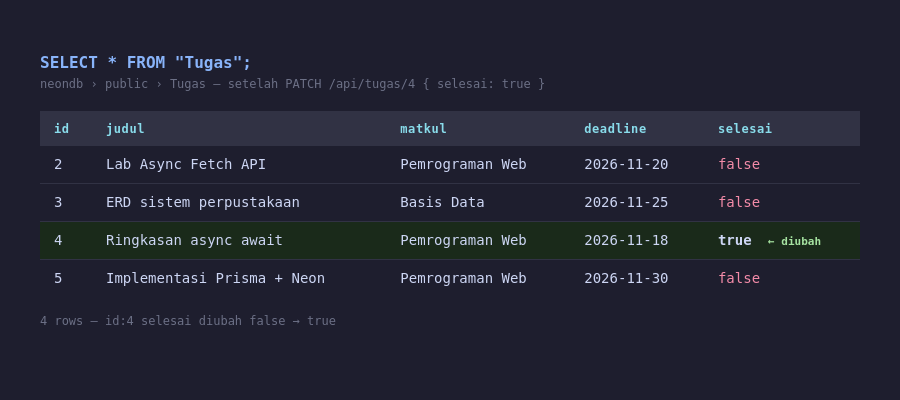 SELECT * FROM "Tugas";
neondb › public › Tugas — setelah PATCH /api/tugas/4 { selesai: true }
id judul matkul deadline selesai
2 Lab Async Fetch API Pemrograman Web 2026-11-20 false
3 ERD sistem perpustakaan Basis Data 2026-11-25 false
4 Ringkasan async await Pemrograman Web 2026-11-18 true ← diubah
5 Implementasi Prisma + Neon Pemrograman Web 2026-11-30 false
4 rows — id:4 selesai diubah false → true